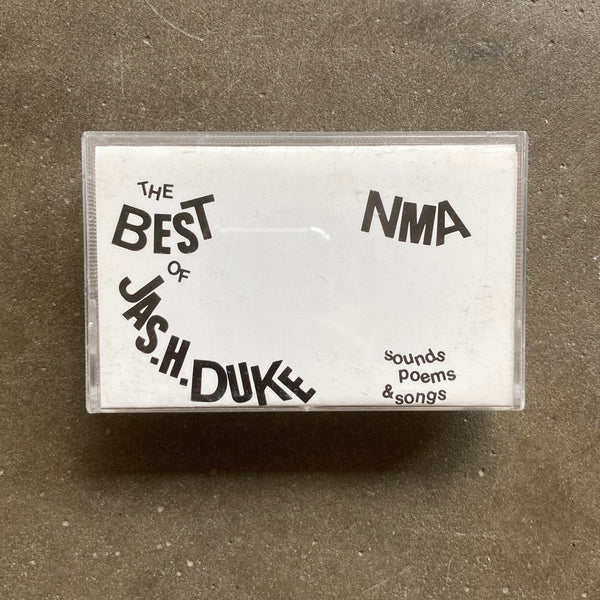 THE
BEST
OF
JAS.H.DUKE
NMA
sounds
poems
&songs